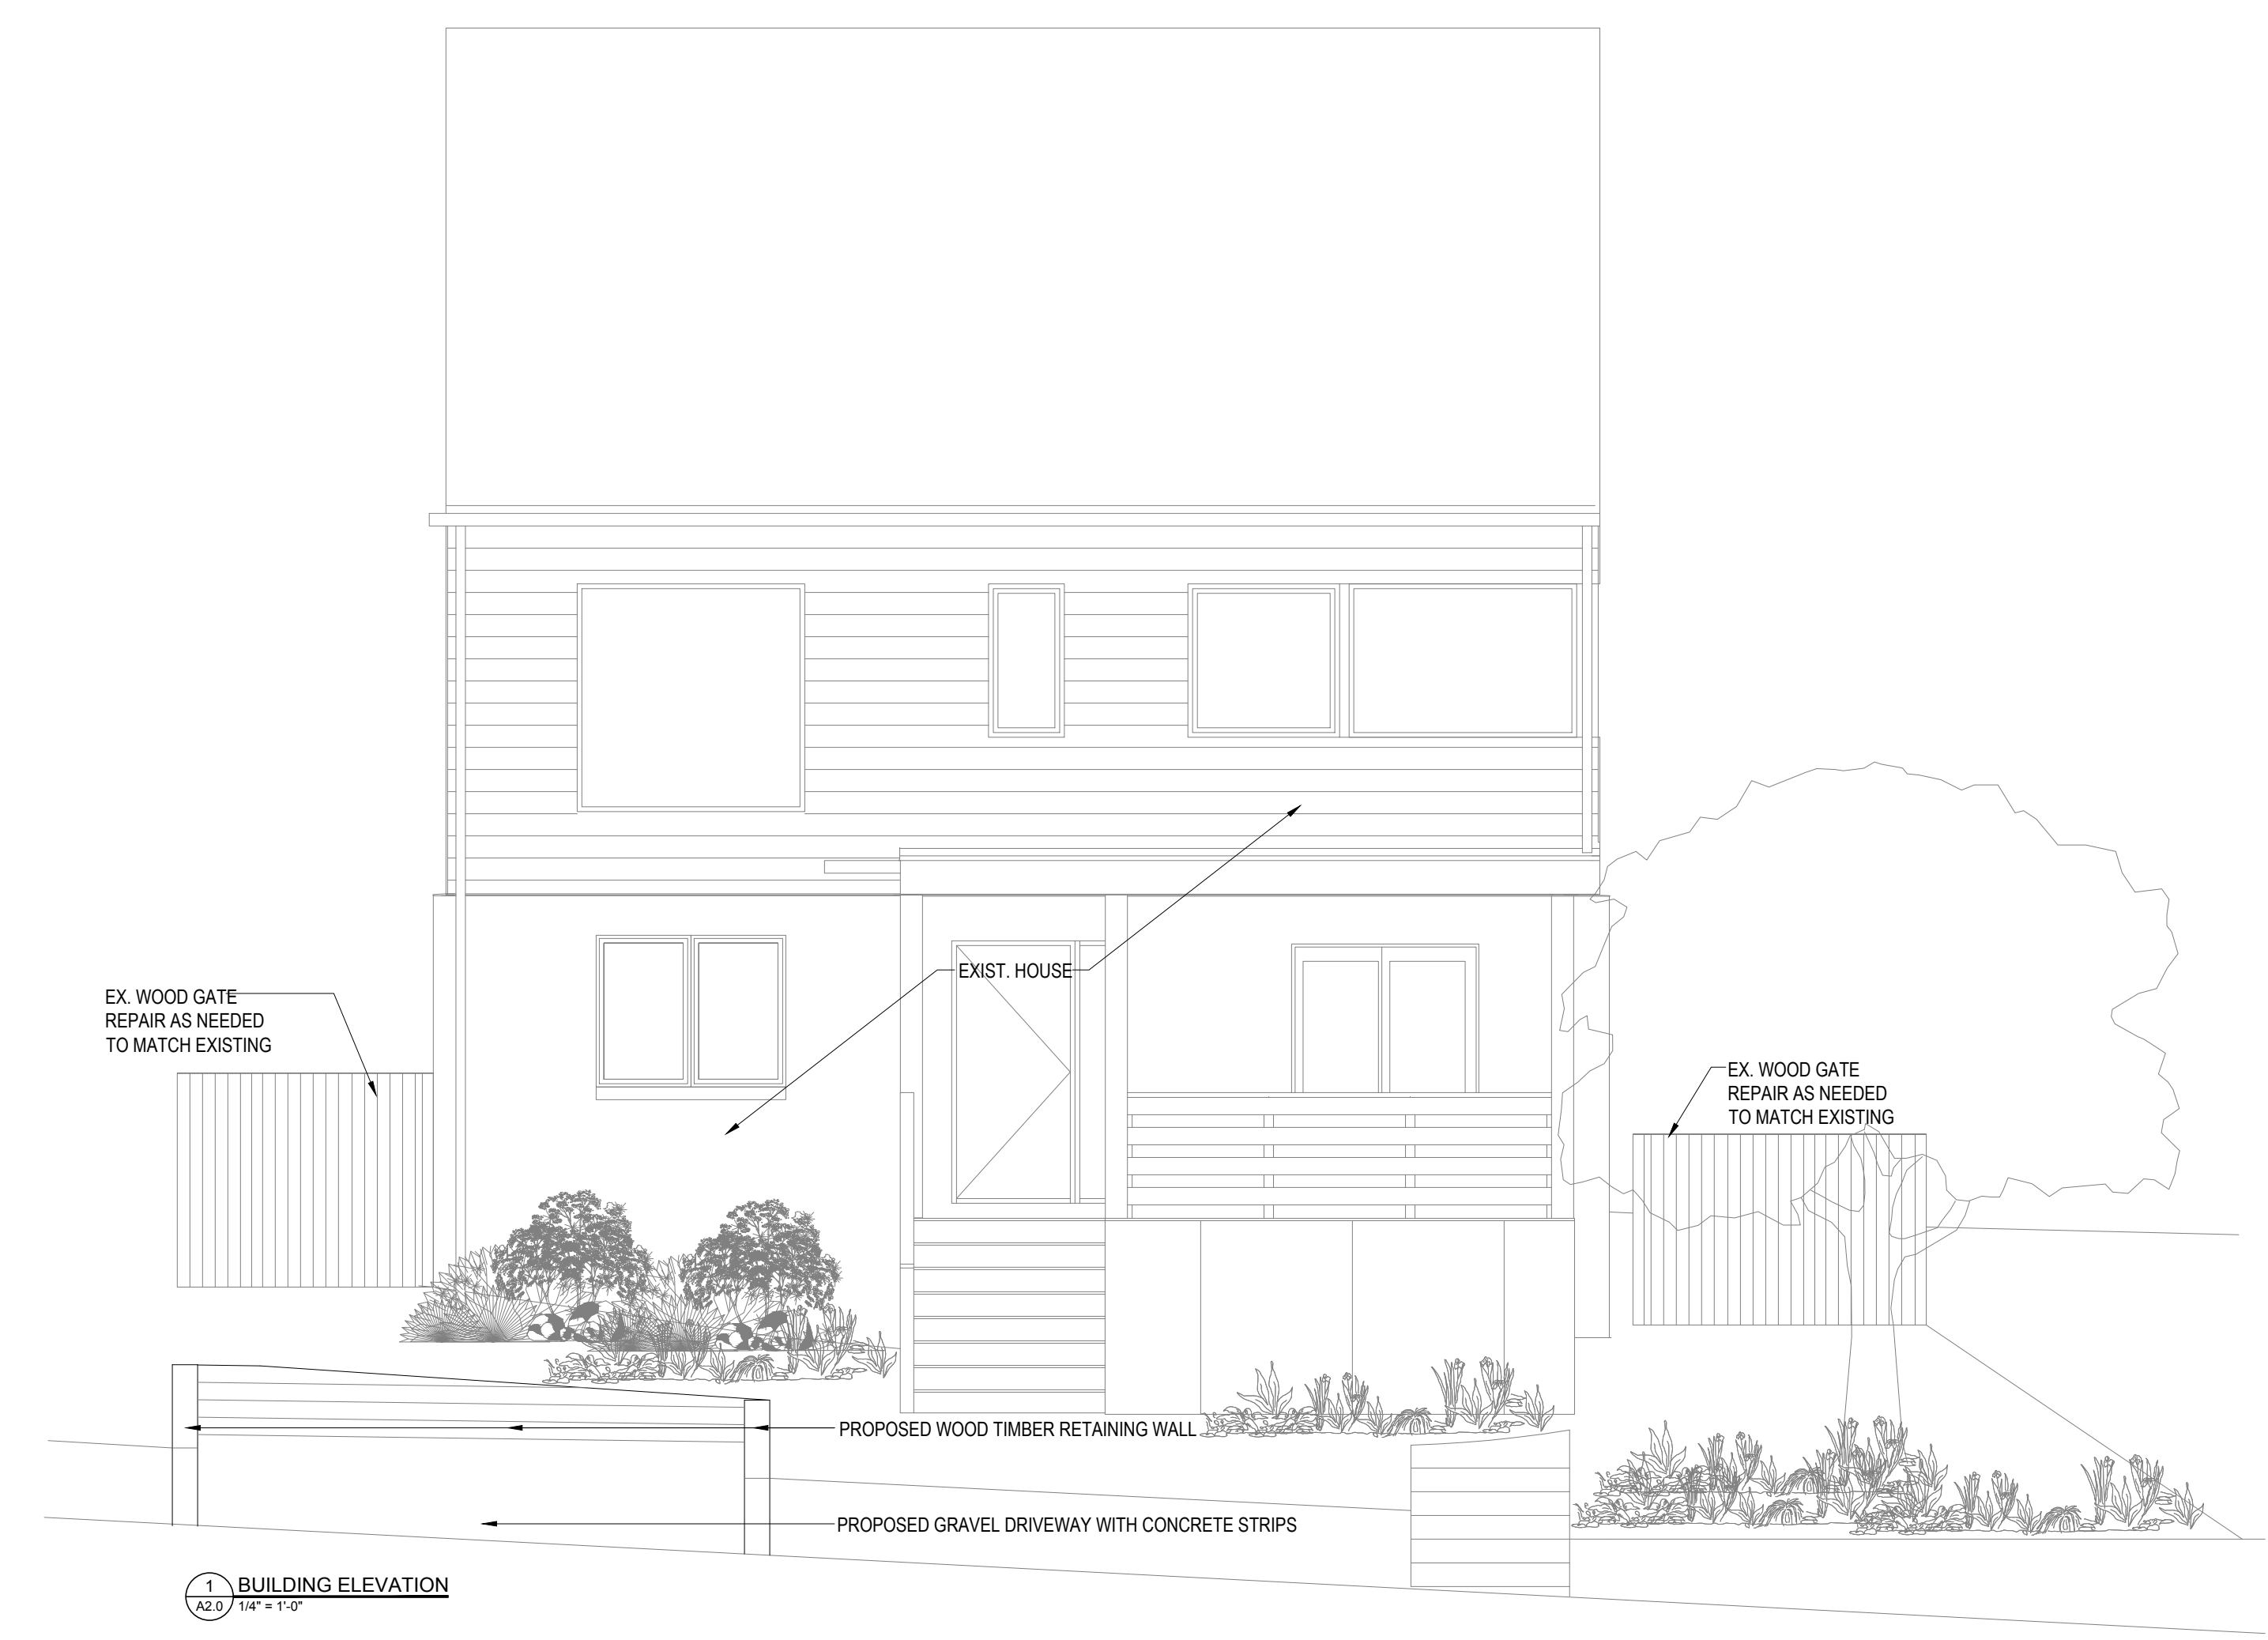 EXIST. HOUSE
EX. WOOD GATE
REPAIR AS NEEDED
TO MATCH EXISTING
EX. WOOD GATE
REPAIR AS NEEDED
TO MATCH EXISTING
PROPOSED WOOD TIMBER RETAINING WALL
PROPOSED GRAVEL DRIVEWAY WITH CONCRETE STRIPS
1 BUILDING ELEVATION
A2.0 1/4" = 1'-0"